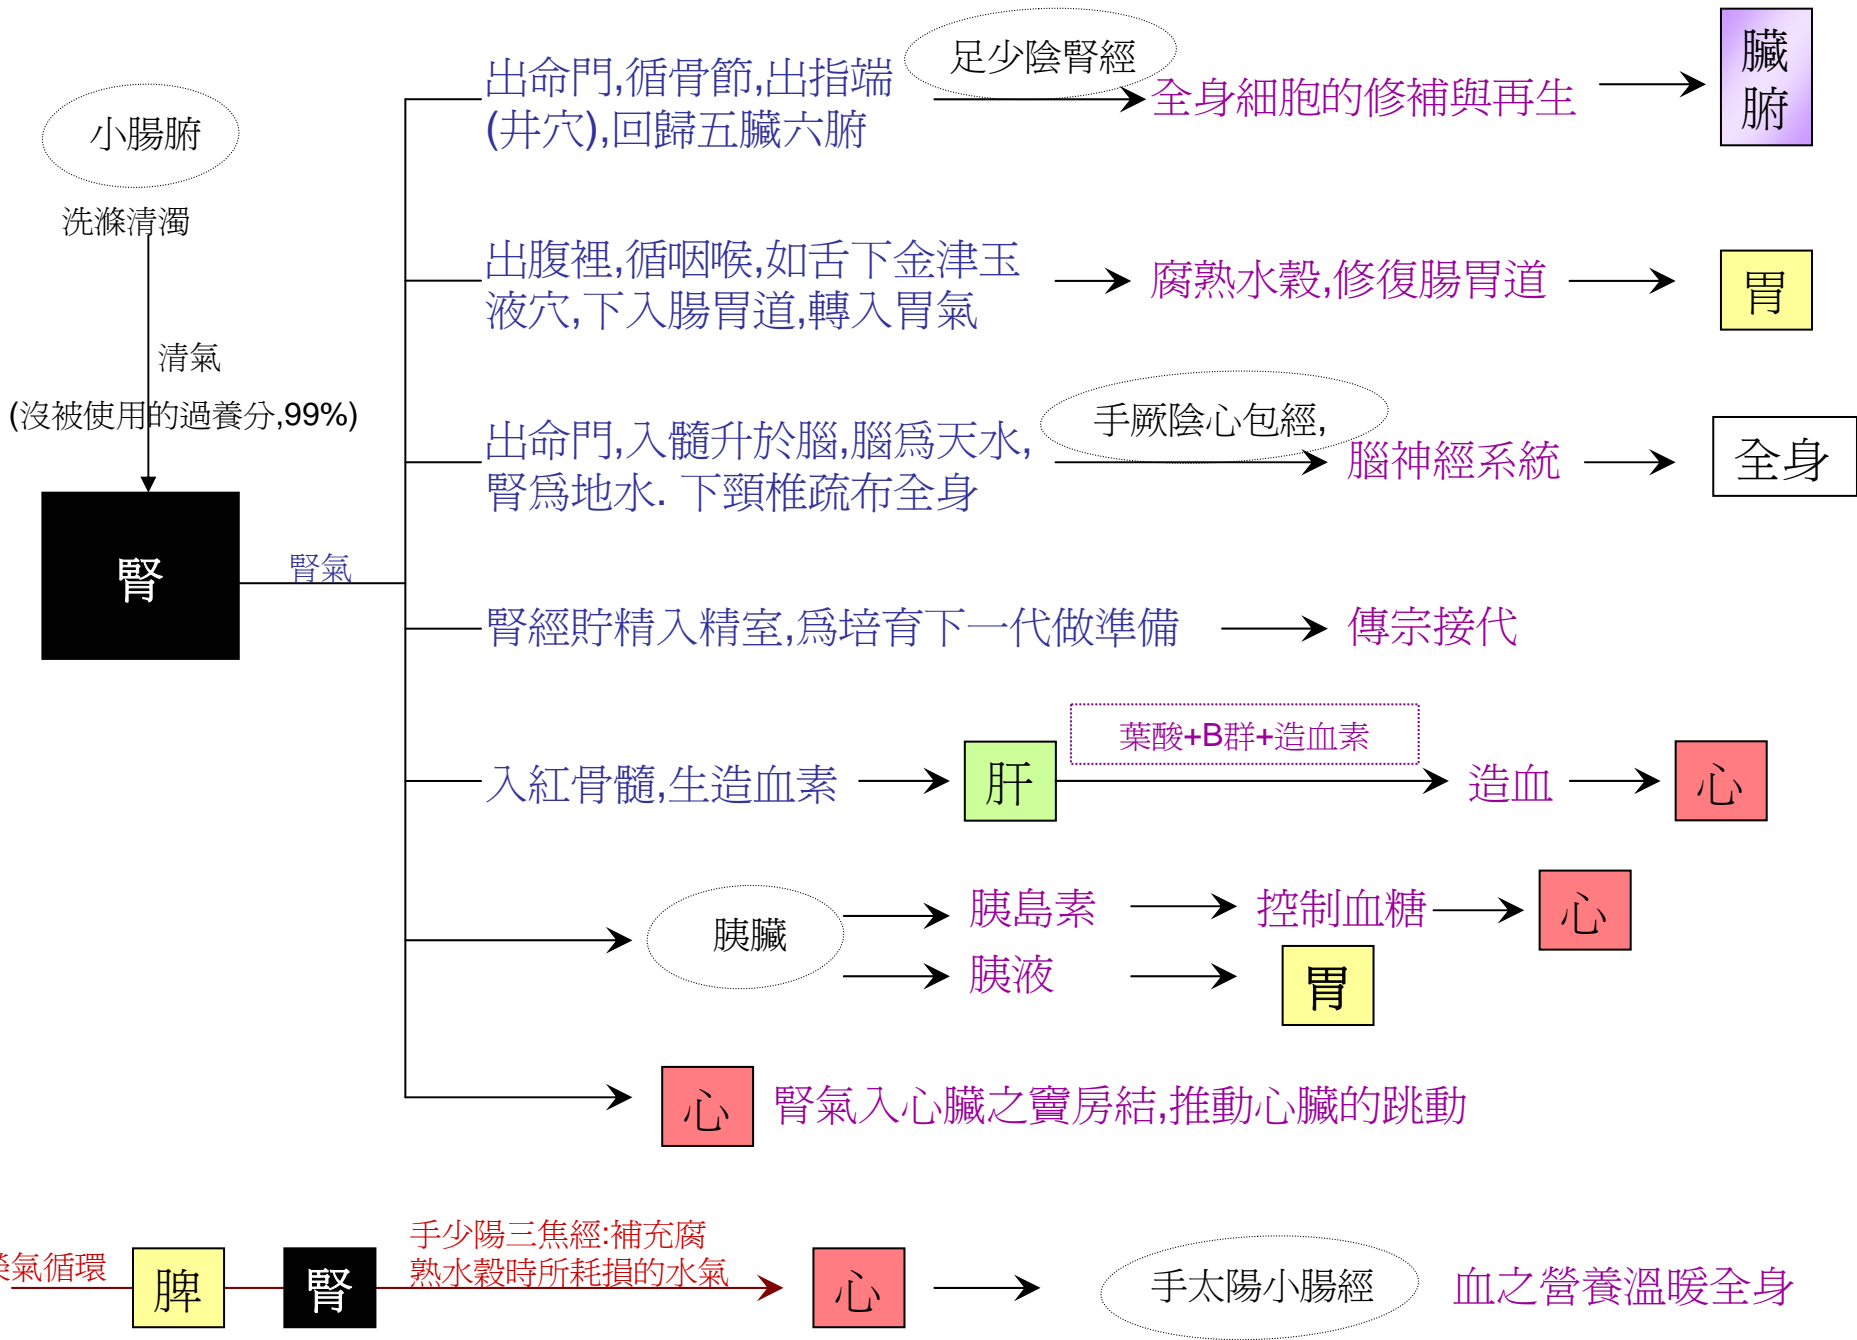 足少陰腎經
臟
腑
出命門,循骨節,出指端
(井穴),回歸五臟六腑
全身細胞的修補與再生
小腸腑
洗滌清濁
出腹裡,循咽喉,如舌下金津玉
液穴,下入腸胃道,轉入胃氣
腐熟水穀,修復腸胃道
胃
清氣
(沒被使用的過養分,99%)
出命門,入髓升於腦,腦爲天水,
腎爲地水. 下頸椎疏布全身
手厥陰心包經,
腦神經系統
全身
腎
腎氣
腎經貯精入精室,爲培育下一代做準備
傳宗接代
入紅骨髓,生造血素
肝
葉酸+B群+造血素
造血
心
胰臟
胰島素
控制血糖
心
胰液
胃
心
腎氣入心臟之竇房結,推動心臟的跳動
氣循環
脾
腎
手少陽三焦經:補充腐
熟水穀時所耗損的水氣
心
手太陽小腸經
血之營養溫暖全身